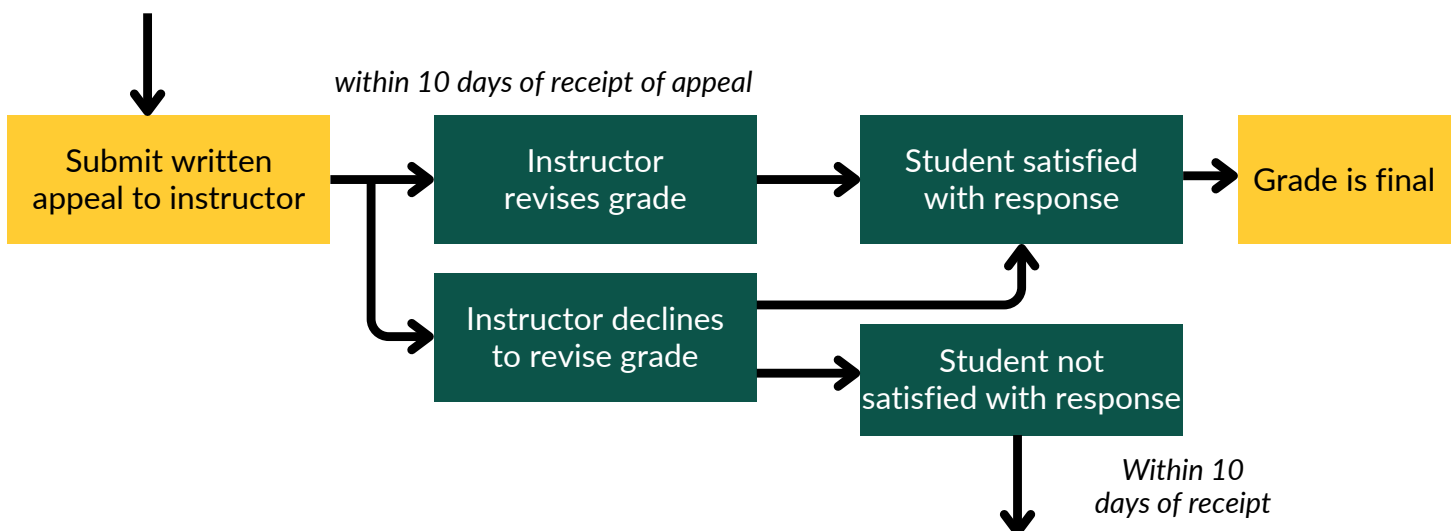 within 10 days of receipt of appeal
Submit written
appeal to instructor
Instructor
revises grade
Student satisfied
with response
Grade is final
Instructor declines
to revise grade
Student not
satisfied with response
Within 10
days of receipt